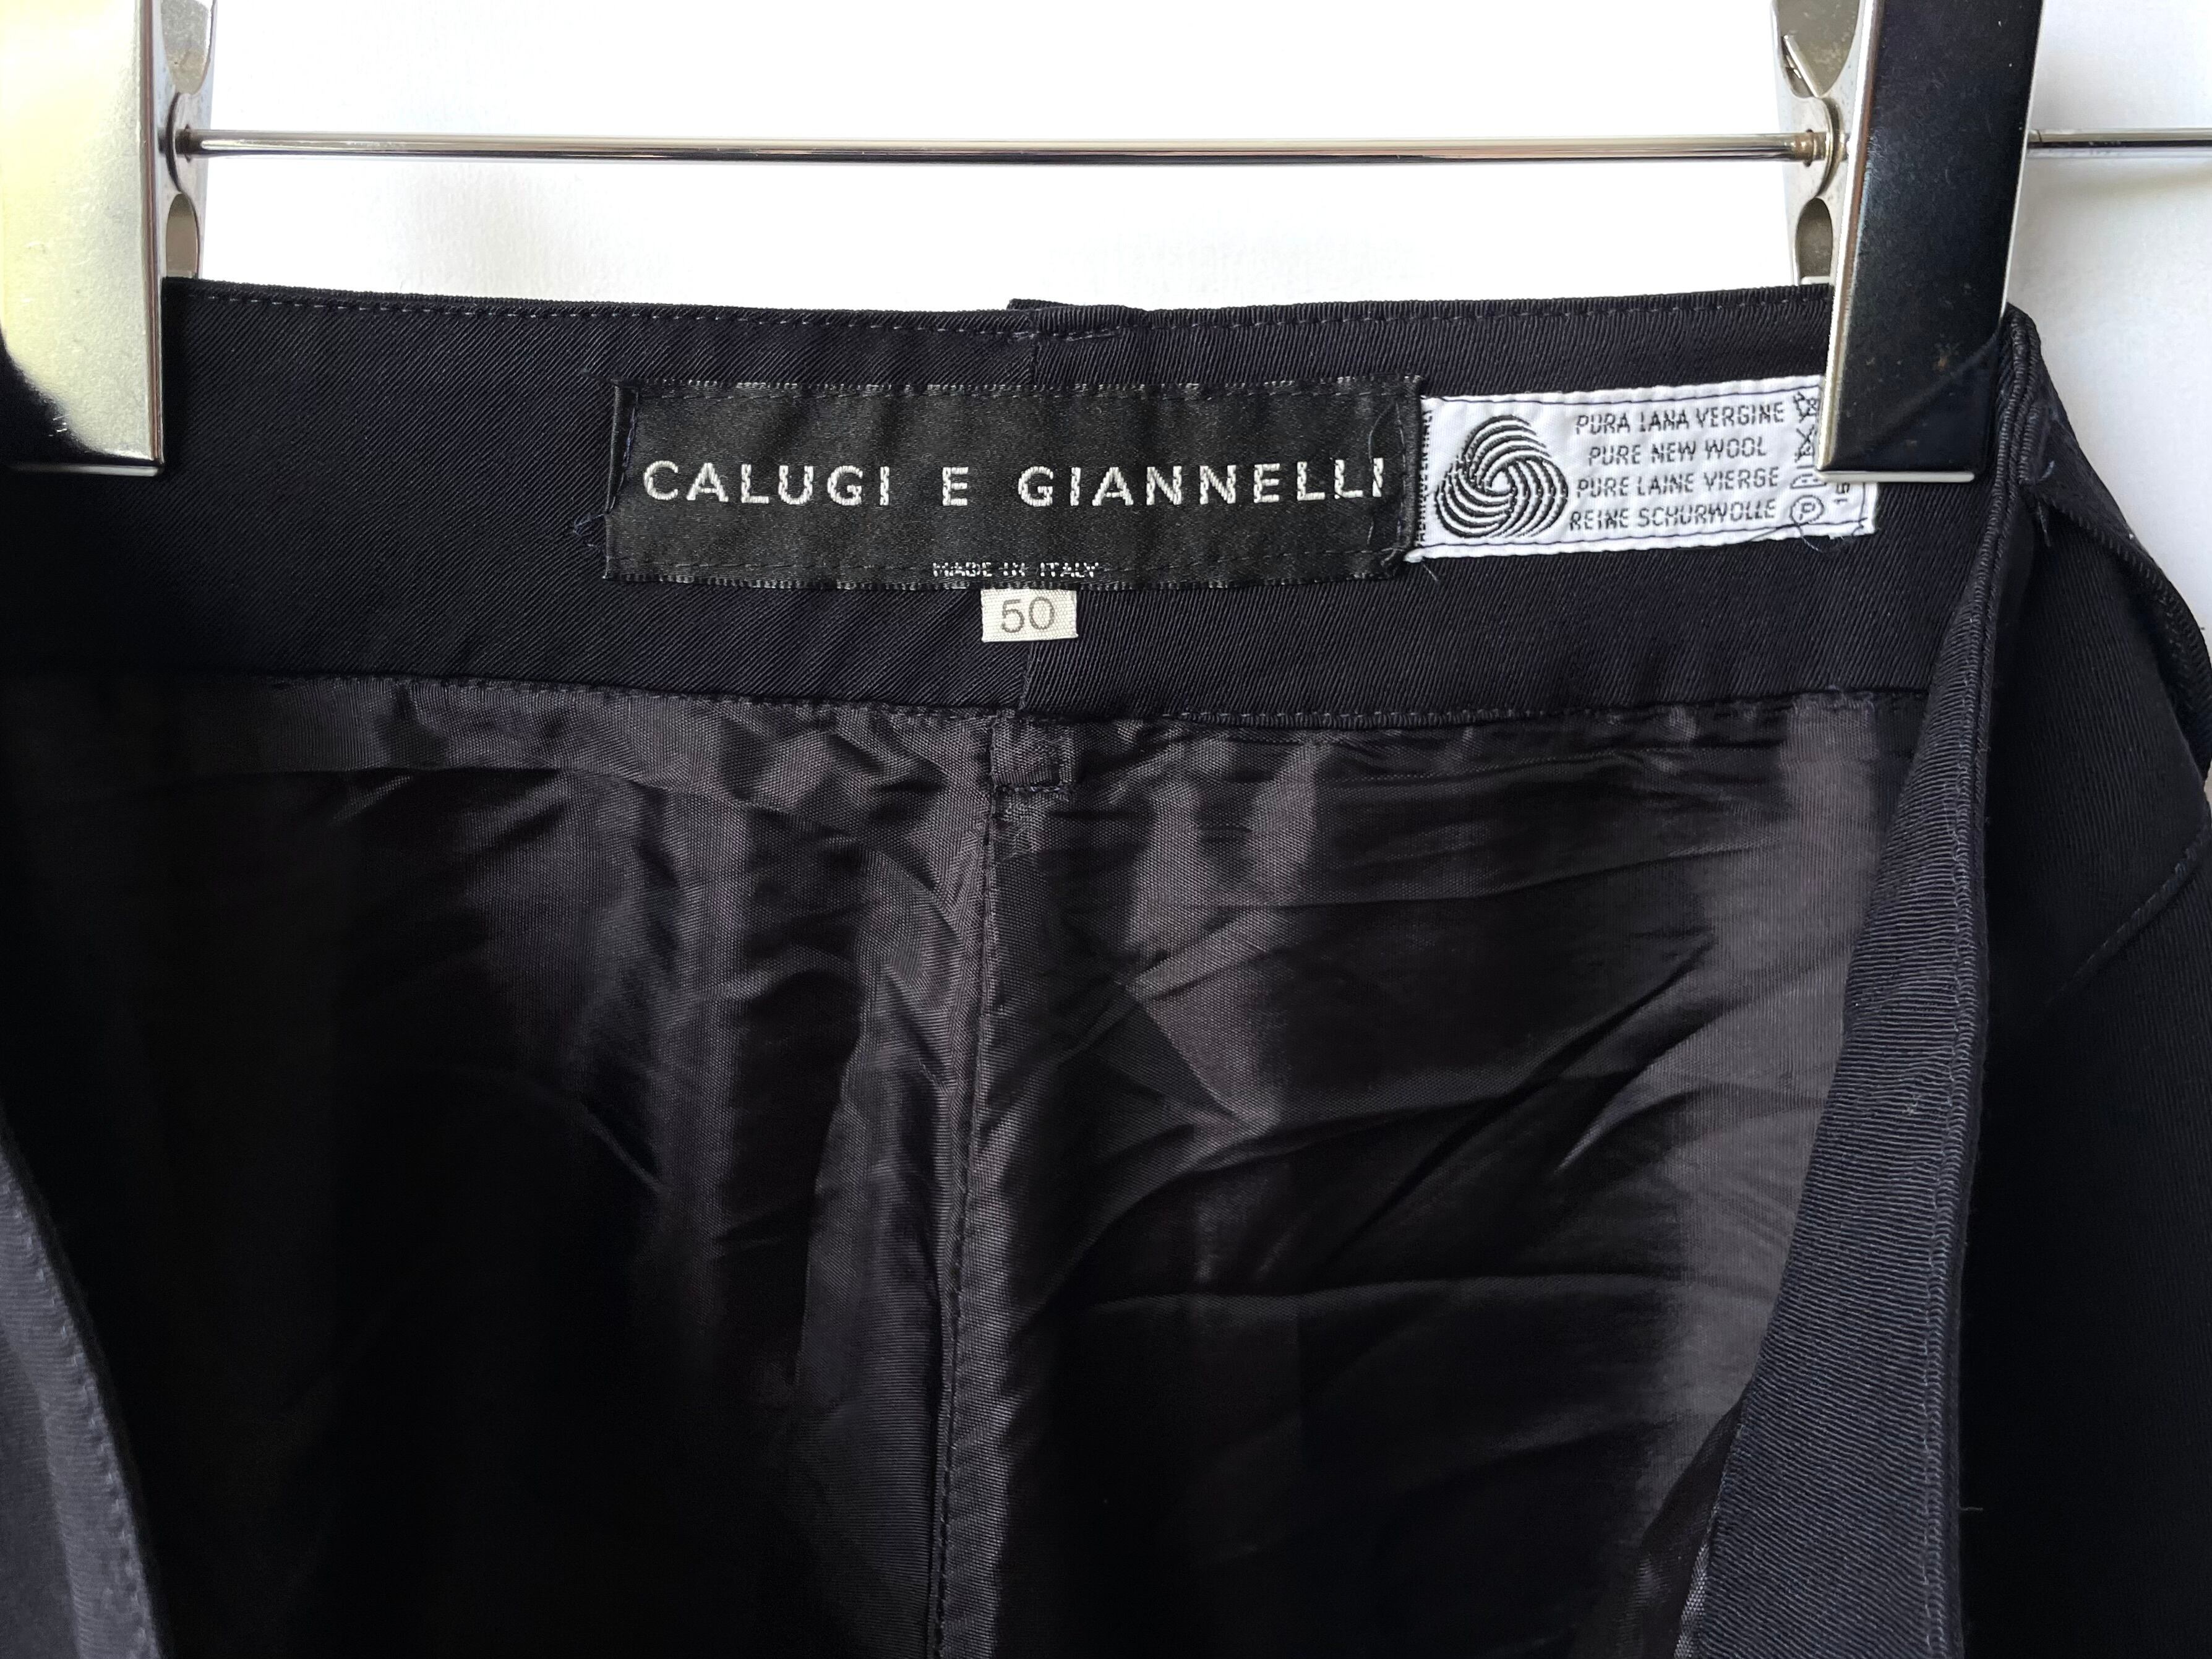 CALUGI E GIANNELLI
MADE IN ITALY
50
PURA LANA VERGINE
PURE NEW WOOL
PURE LAINE VIERGE
REINE SCHURWOLLE
P